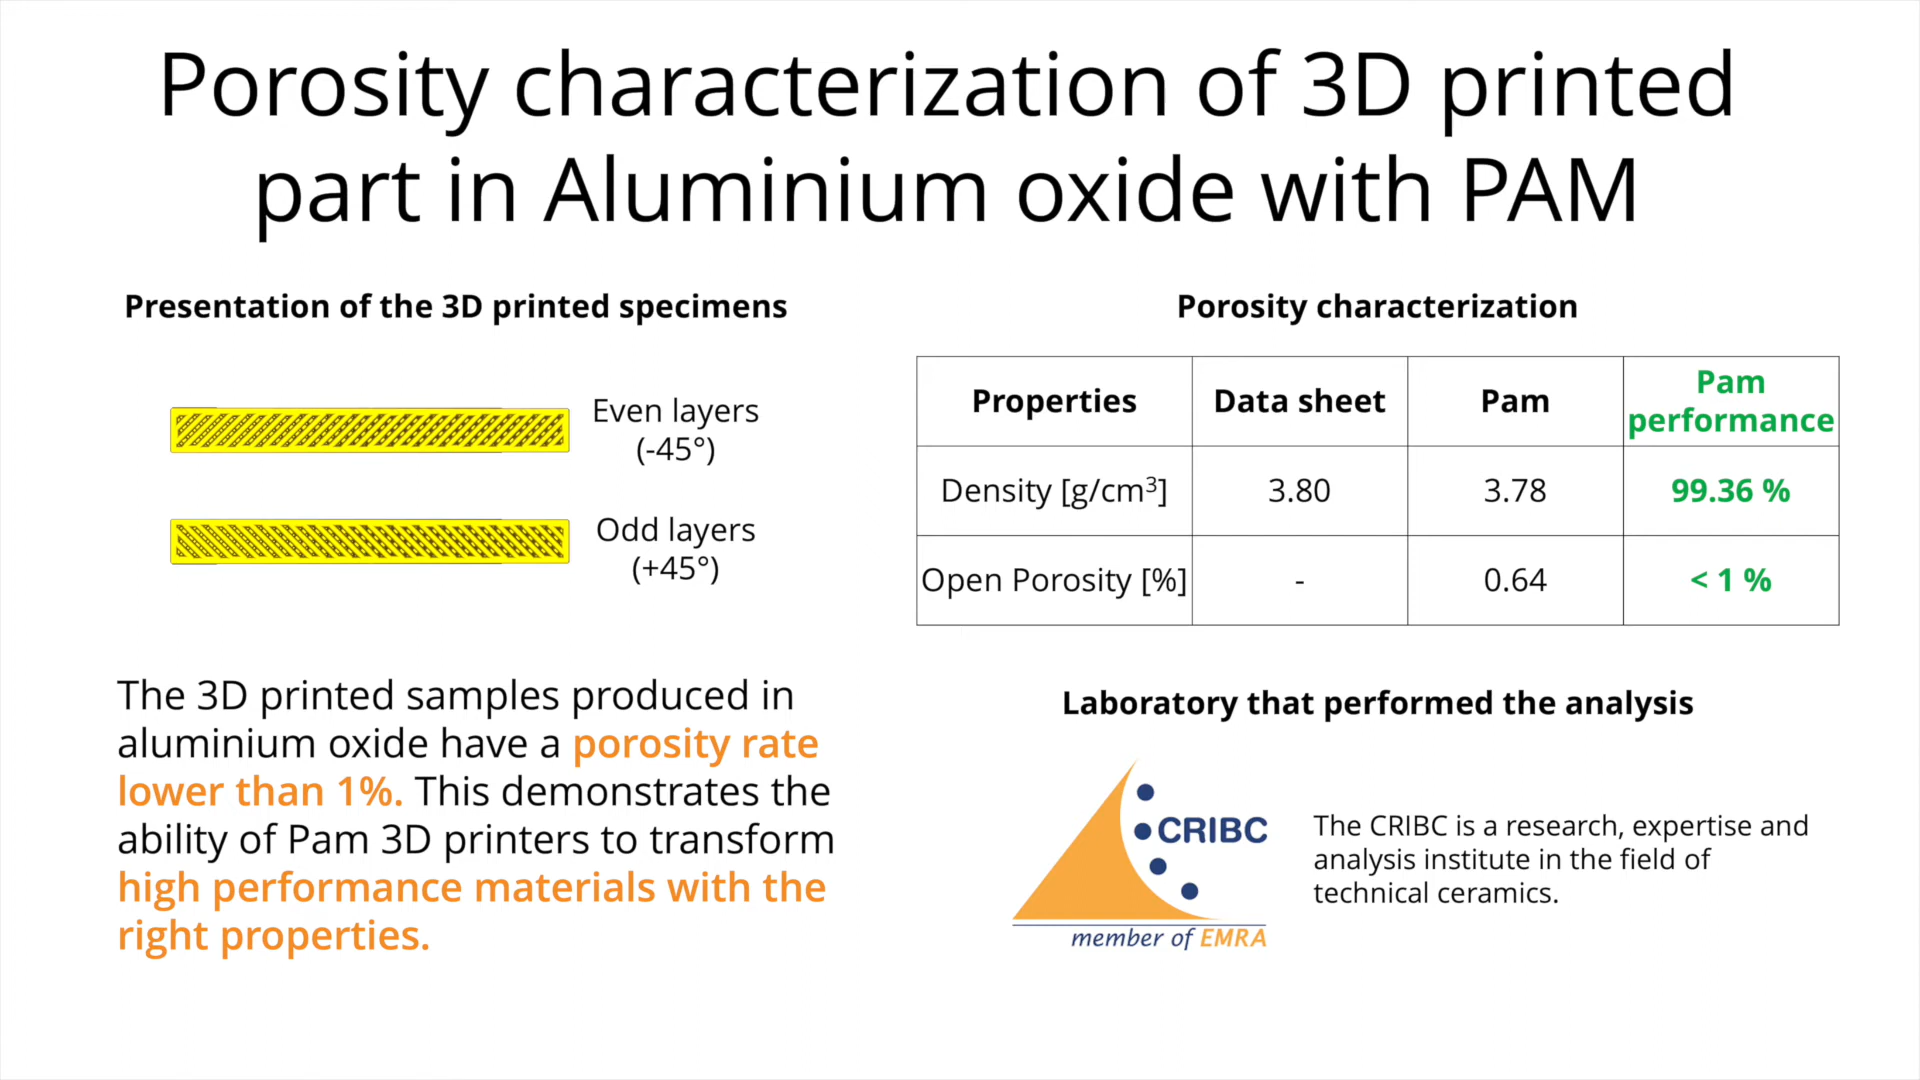 Porosity characterization of 3D printed
part in Aluminium oxide with PAM
Presentation of the 3D printed specimens
Even layers
(-45°)
Odd layers
(+45°)
The 3D printed samples produced in
aluminium oxide have a porosity rate
lower than 1%. This demonstrates the
ability of Pam 3D printers to transform
high performance materials with the
right properties.
Porosity characterization
Properties Data sheet Pam Pam performance
Density [g/cm³] 3.80 3.78 99.36 %
Open Porosity [%] - 0.64 < 1 %
Laboratory that performed the analysis
CRIBC
member of EMRA
The CRIBC is a research, expertise and
analysis institute in the field of
technical ceramics.